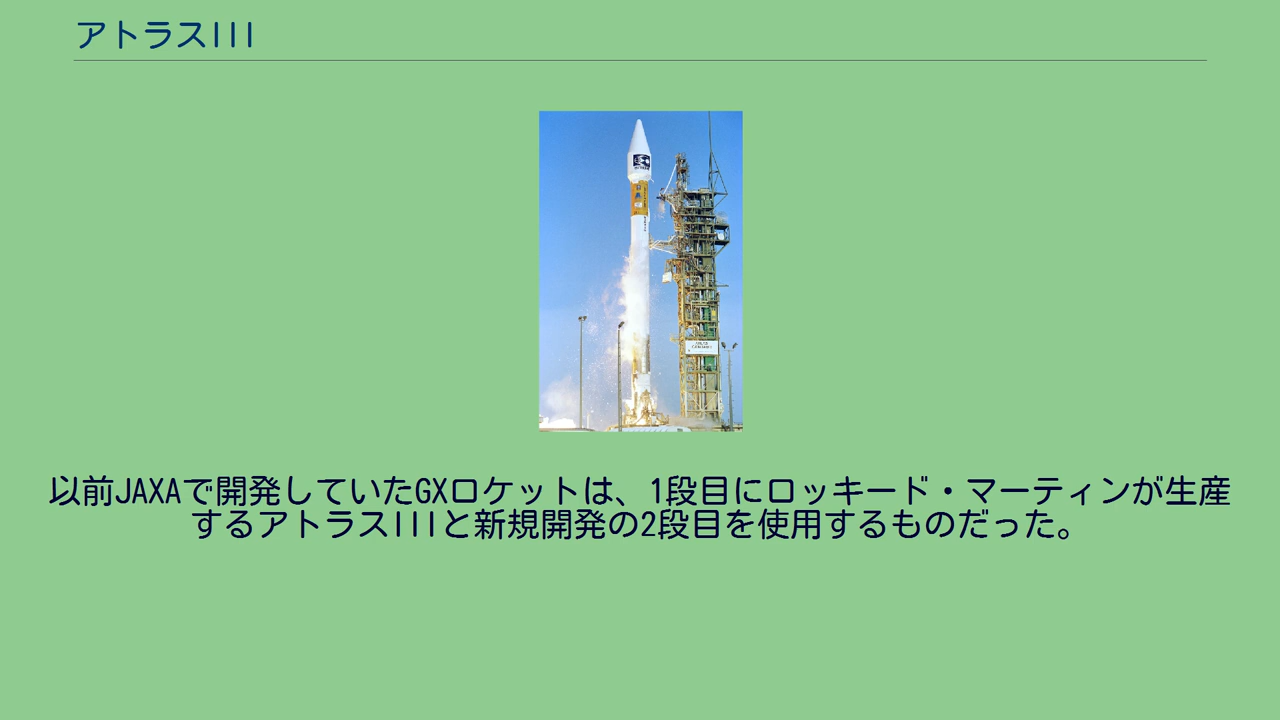 アトラスIII
以前JAXAで開発していたGXロケットは、1段目にロッキード・マーティンが生産
するアトラスIIIと新規開発の2段目を使用するものだった。